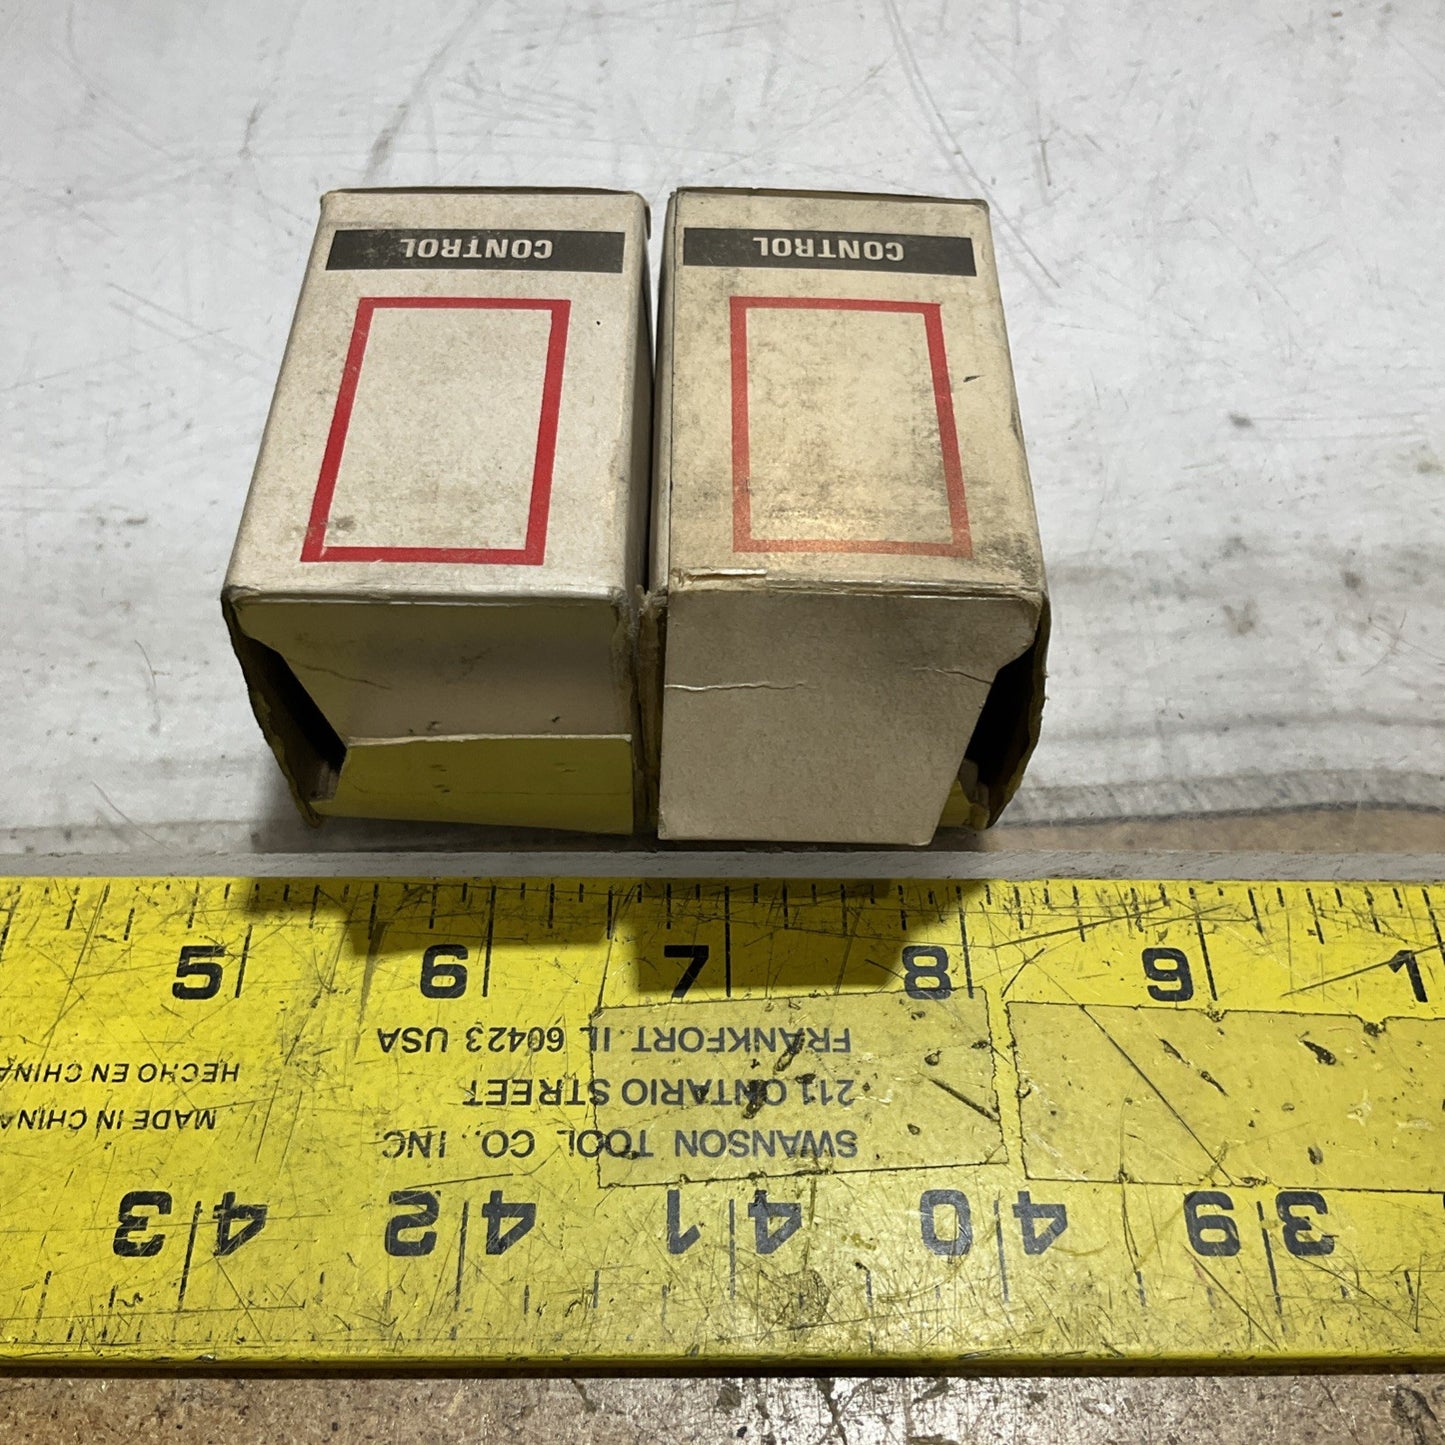 CONTROL
CONTROL
5 6 7 8 9 1
FRANKFORT, IL 60423 USA
211 ONTARIO STREET
SWANSON TOOL CO., INC.
HECHO EN CHINA
MADE IN CHINA
43 42 41 40 39